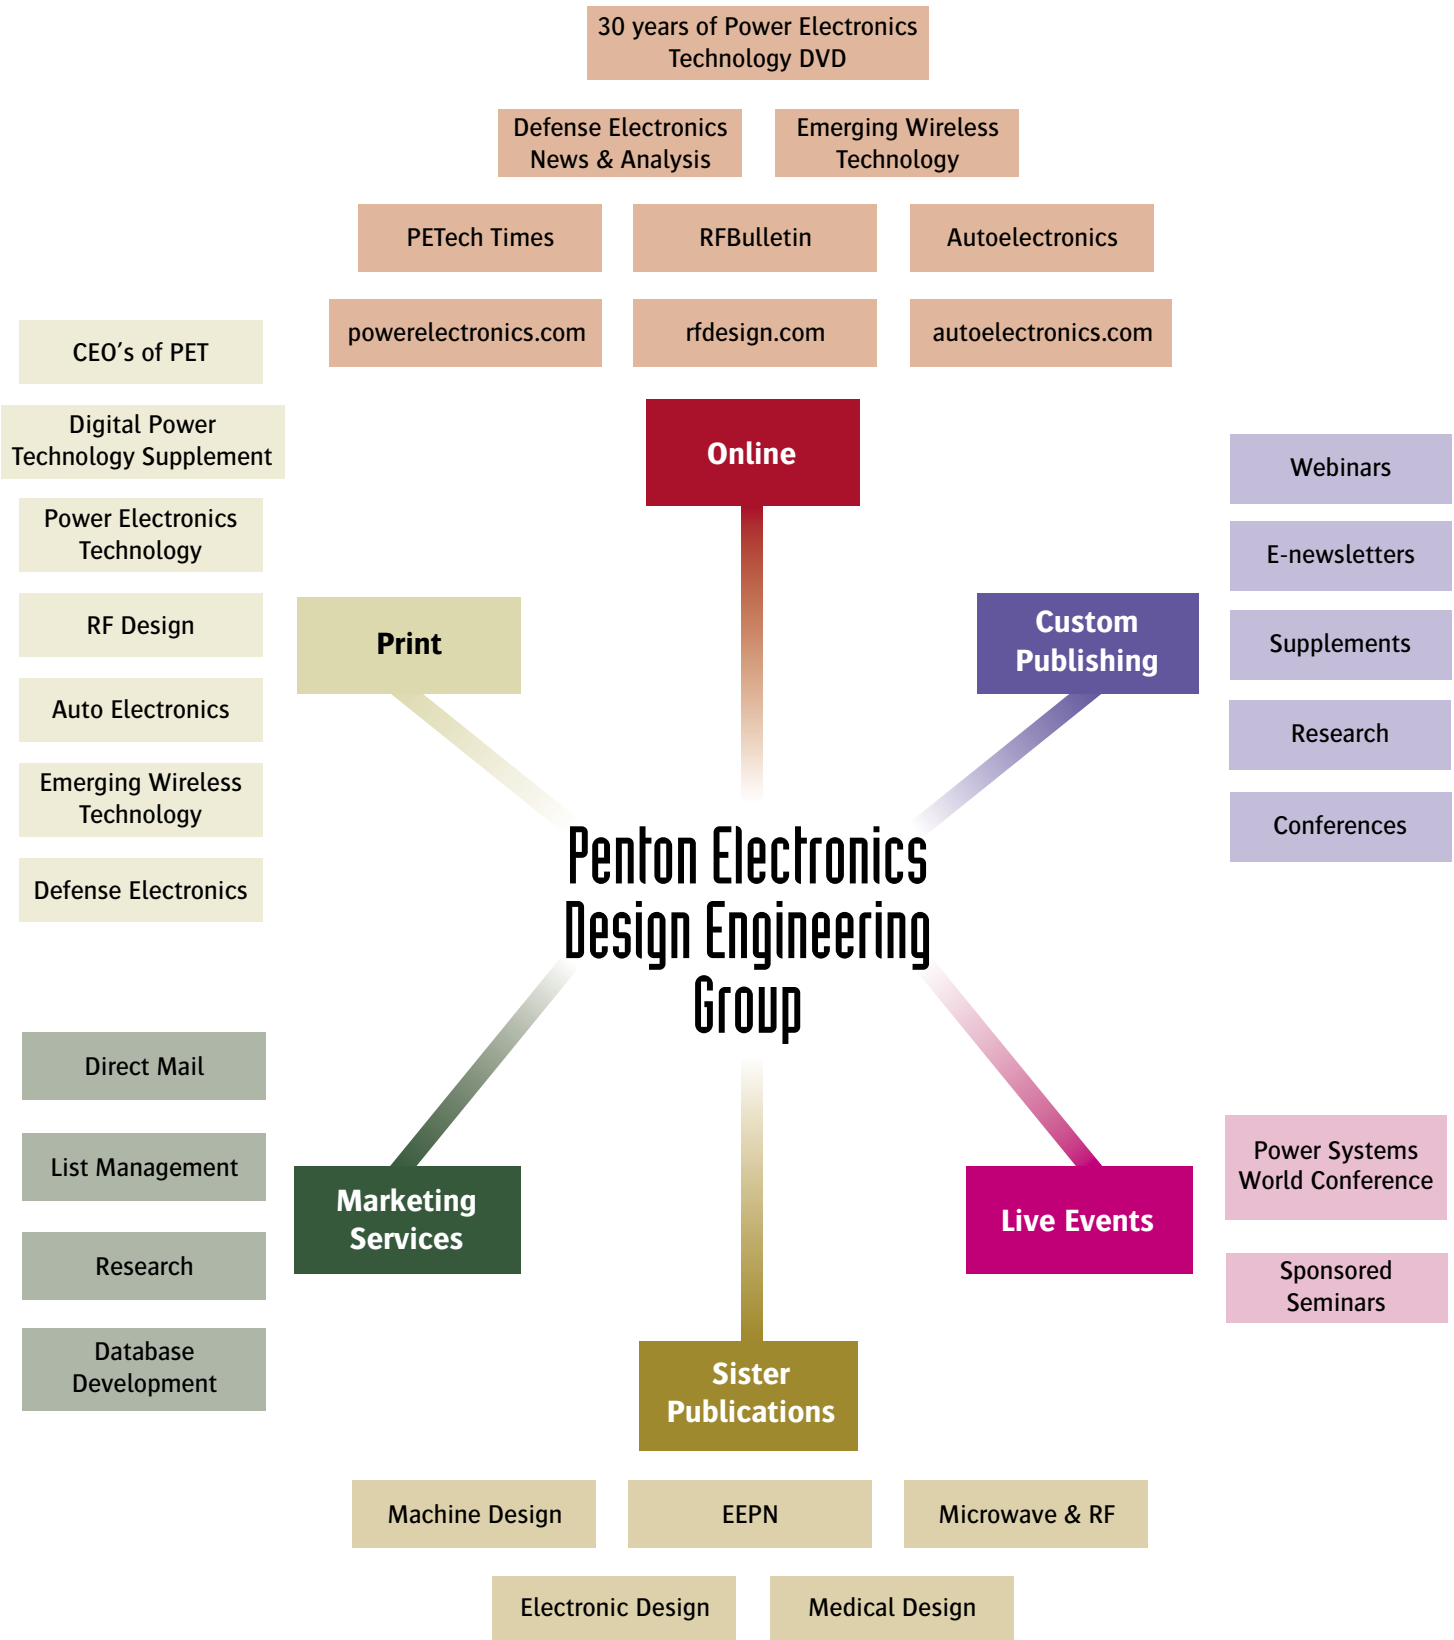 30 years of Power Electronics
Technology DVD
Defense Electronics
News & Analysis
Emerging Wireless
Technology
PETech Times
RFBulletin
Autoelectronics
powerelectronics.com
rfdesign.com
autoelectronics.com
Online
CEO's of PET
Digital Power
Technology Supplement
Power Electronics
Technology
RF Design
Auto Electronics
Emerging Wireless
Technology
Defense Electronics
Print
Custom
Publishing
Webinars
E-newsletters
Supplements
Research
Conferences
Penton Electronics
Design Engineering
Group
Direct Mail
List Management
Research
Database
Development
Marketing
Services
Live Events
Power Systems
World Conference
Sponsored
Seminars
Sister
Publications
Machine Design
EEPN
Microwave & RF
Electronic Design
Medical Design